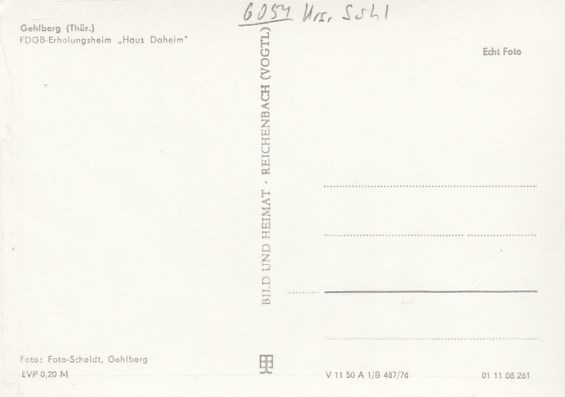 6054 Krs. Suhl
Gehlberg (Thür.)
FDGB-Erholungsheim „Haus Daheim"
Echt Foto
BILD UND HEIMAT · REICHENBACH (VOGTL)
Foto: Foto-Scheidt, Gehlberg
EVP 0,20 M
V 11 50 A 1/B 487/76
01 11 08 261